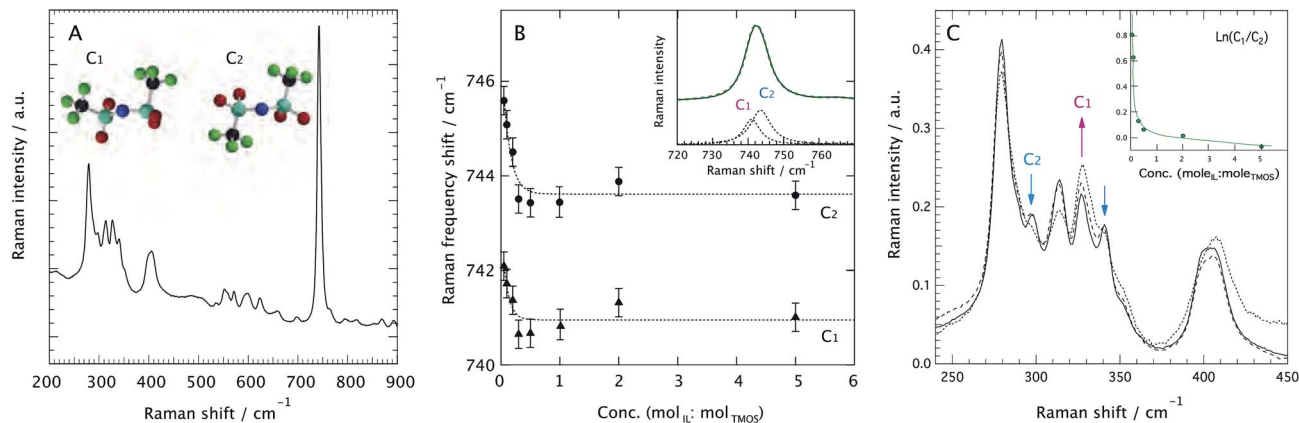 A
C₁
C₂
Raman intensity / a.u.
200 300 400 500 600 700 800 900
Raman shift / cm⁻¹
B
746
744
742
740
Raman frequency shift / cm⁻¹
C₂
C₁
0 1 2 3 4 5 6
Conc. (mol_IL: mol_TMOS)
Raman intensity
C₂
C₁
720 730 740 750 760
Raman shift / cm⁻¹
C
0.4
0.3
0.2
0.1
0.0
Raman intensity / a.u.
C₂
C₁
250 300 350 400 450
Raman shift / cm⁻¹
Ln(C₁/C₂)
0.8
0.6
0.4
0.2
0.0
0 1 2 3 4 5
Conc. (mole_IL:mole_TMOS)